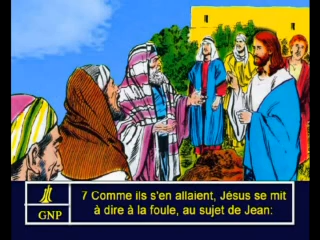 7 Comme ils s'en allaient, Jésus se mit
à dire à la foule, au sujet de Jean:
GNP